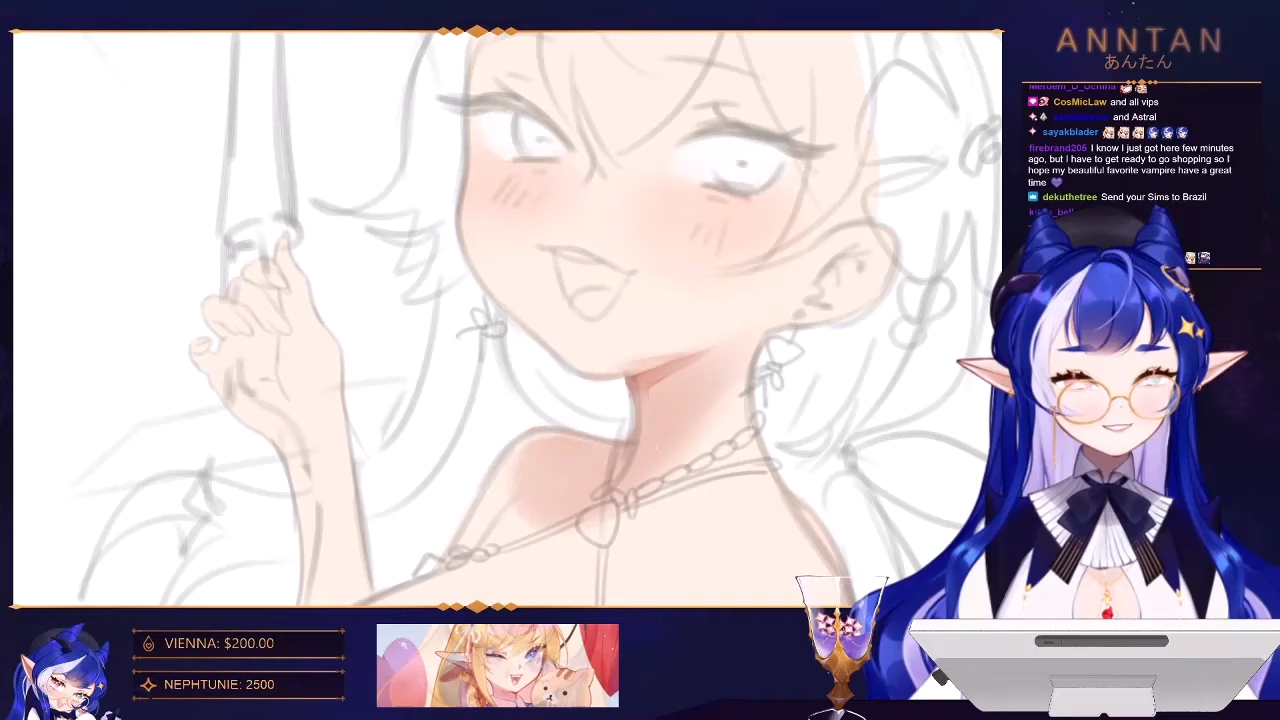 ANNTAN
あんたん
CosMicLaw and all vips
and Astral
sayakblader
firebrand205 I know I just got here few minutes
ago, but I have to get ready to go shopping so I
hope my beautiful favorite vampire have a great
time
dekuthetree Send your Sims to Brazil
VIENNA: $200.00
NEPHTUNIE: 2500